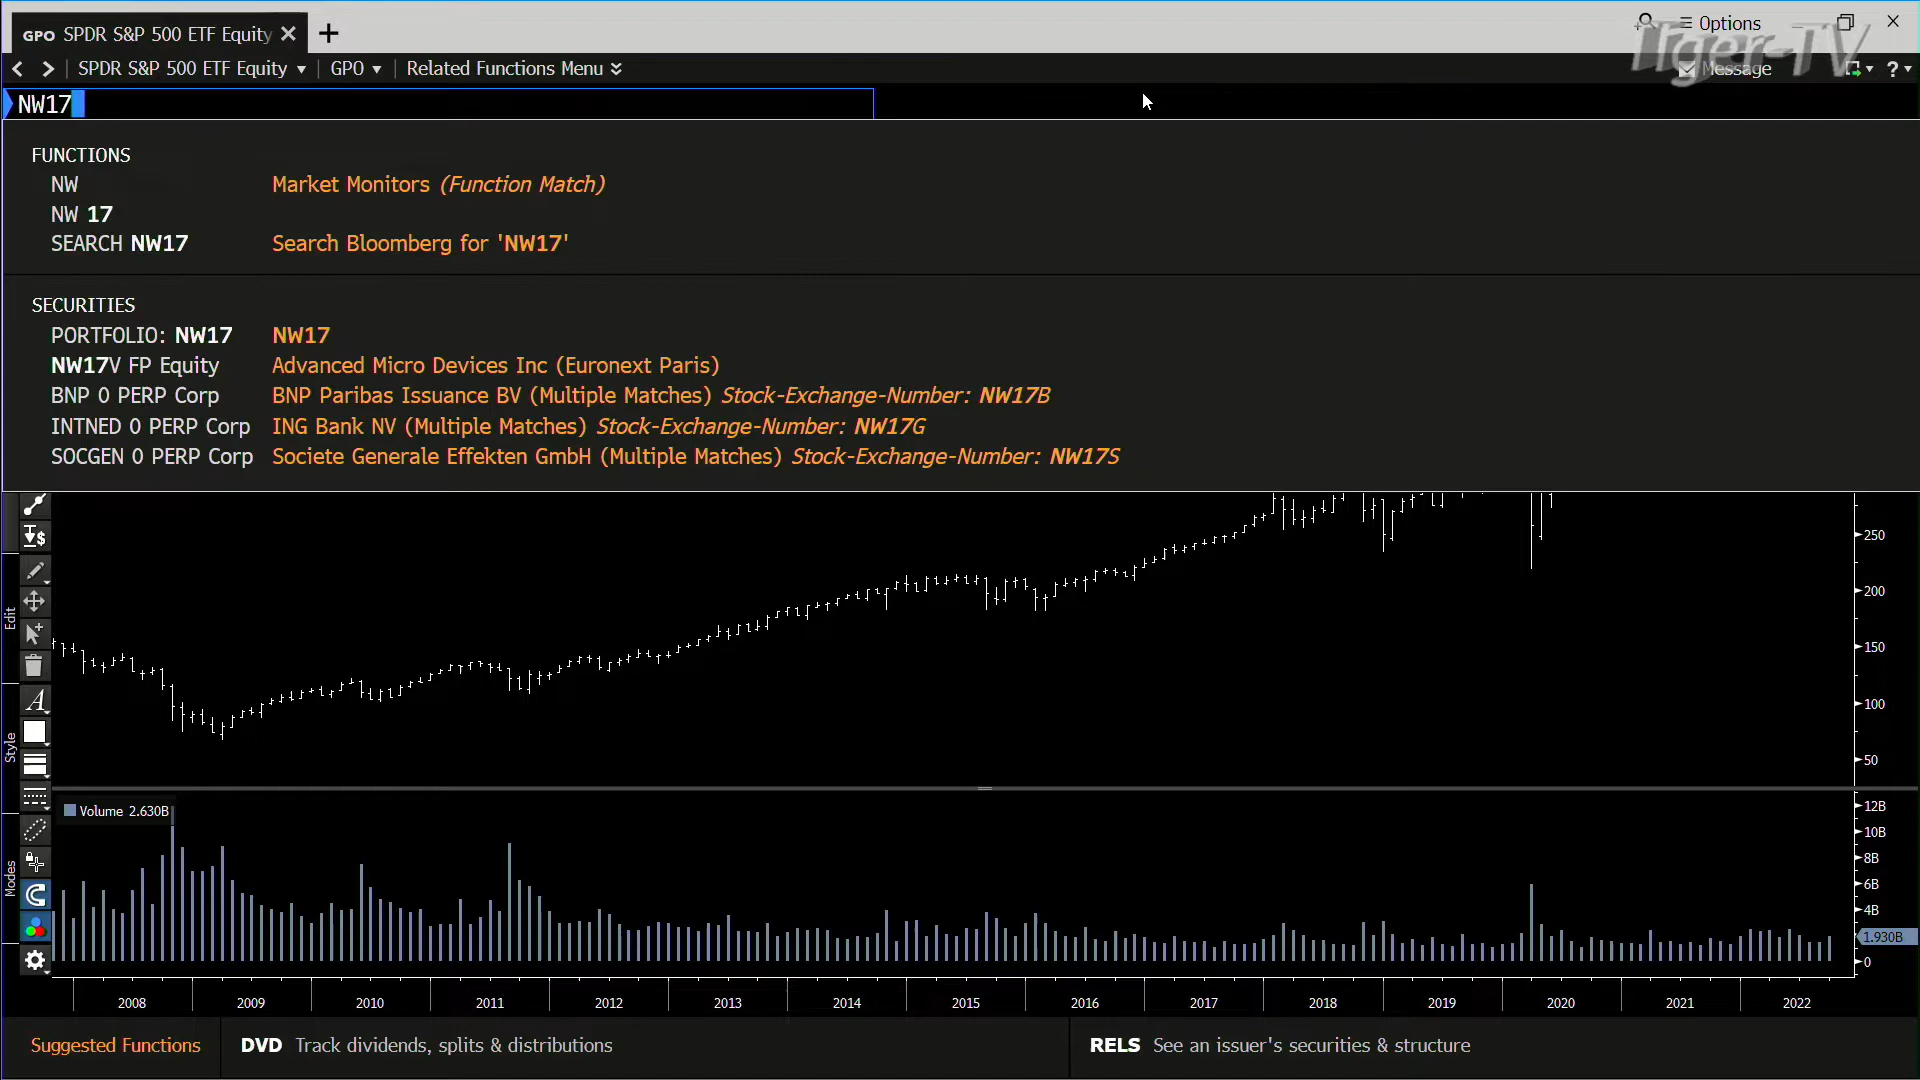 GPO SPDR S&P 500 ETF Equity
Options
SPDR S&P 500 ETF Equity GPO Related Functions Menu
Message
?
Tiger-TV
NW17
FUNCTIONS
NW Market Monitors (Function Match)
NW 17
SEARCH NW17 Search Bloomberg for 'NW17'
SECURITIES
PORTFOLIO: NW17 NW17
NW17V FP Equity Advanced Micro Devices Inc (Euronext Paris)
BNP 0 PERP Corp BNP Paribas Issuance BV (Multiple Matches) Stock-Exchange-Number: NW17B
INTNED 0 PERP Corp ING Bank NV (Multiple Matches) Stock-Exchange-Number: NW17G
SOCGEN 0 PERP Corp Societe Generale Effekten GmbH (Multiple Matches) Stock-Exchange-Number: NW17S
250
200
150
100
50
Edit
Style
Modes
A
$
Volume 2.630B
12B
10B
8B
6B
4B
1.930B
0
2008 2009 2010 2011 2012 2013 2014 2015 2016 2017 2018 2019 2020 2021 2022
Suggested Functions DVD Track dividends, splits & distributions RELS See an issuer's securities & structure